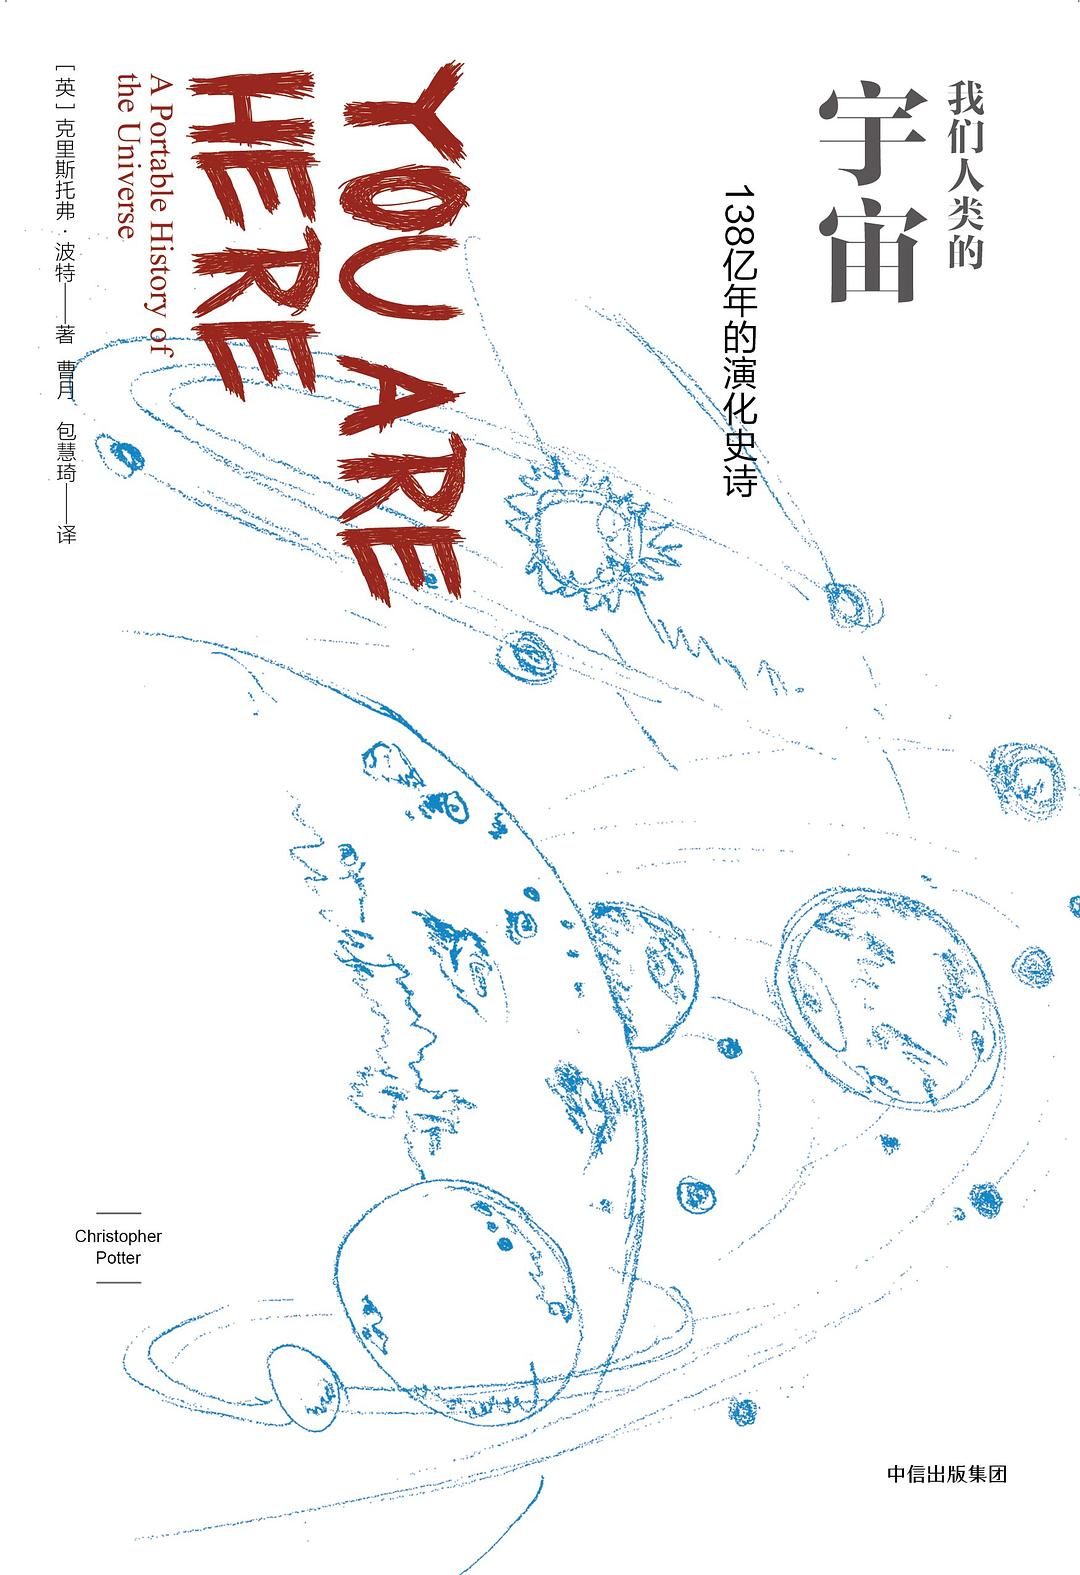 我们人类的
宇宙
138亿年的演化史诗
YOU ARE
HERE
A Portable History of
the Universe
［英］克里斯托弗·波特——著 曹月 包慧琦——译
Christopher
Potter
中信出版集团